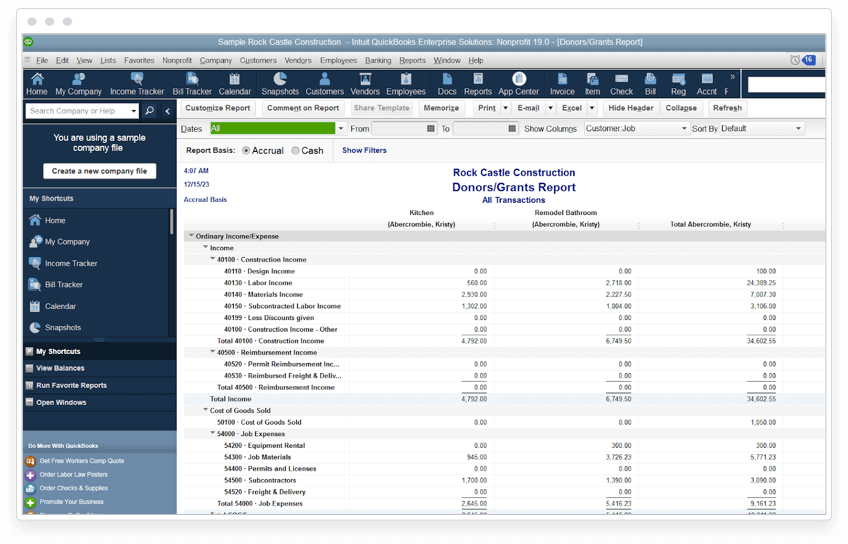 Sample Rock Castle Construction - Intuit QuickBooks Enterprise Solutions: Nonprofit 19.0 - [Donors/Grants Report]
File Edit View Lists Favorites Nonprofit Company Customers Vendors Employees Banking Reports Window Help 16
Home My Company Income Tracker Bill Tracker Calendar Snapshots Customers Vendors Employees Docs Reports App Center Invoice Item Check Bill Reg Accnt F »
Search Company or Help
Customize Report Comment on Report Share Template Memorize Print E-mail Excel Hide Header Collapse Refresh
Dates All From To Show Columns Customer:Job Sort By Default
Report Basis: Accrual Cash Show Filters
You are using a sample
company file
Create a new company file
My Shortcuts
Home
My Company
Income Tracker
Bill Tracker
Calendar
Snapshots
My Shortcuts
View Balances
Run Favorite Reports
Open Windows
Do More With QuickBooks
Get Free Workers Comp Quote
Order Labor Law Posters
Order Checks & Supplies
Promote Your Business
4:07 AM
12/15/23
Accrual Basis
Rock Castle Construction
Donors/Grants Report
All Transactions
Kitchen Remodel Bathroom
(Abercrombie, Kristy) (Abercrombie, Kristy) Total Abercrombie, Kristy
Ordinary Income/Expense
Income
40100 · Construction Income
40110 · Design Income 0.00 0.00 100.00
40130 · Labor Income 560.00 2,718.00 24,389.25
40140 · Materials Income 2,930.00 2,227.50 7,007.30
40150 · Subcontracted Labor Income 1,302.00 1,804.00 3,106.00
40199 · Less Discounts given 0.00 0.00 0.00
40100 · Construction Income - Other 0.00 0.00 0.00
Total 40100 · Construction Income 4,792.00 6,749.50 34,602.55
40500 · Reimbursement Income
40520 · Permit Reimbursement Inc... 0.00 0.00 0.00
40530 · Reimbursed Freight & Deliv... 0.00 0.00 0.00
Total 40500 · Reimbursement Income 0.00 0.00 0.00
Total Income 4,792.00 6,749.50 34,602.55
Cost of Goods Sold
50100 · Cost of Goods Sold 0.00 0.00 1,050.00
54000 · Job Expenses
54200 · Equipment Rental 0.00 300.00 300.00
54300 · Job Materials 945.00 3,726.23 5,771.23
54400 · Permits and Licenses 0.00 0.00 0.00
54500 · Subcontractors 1,700.00 1,390.00 3,090.00
54520 · Freight & Delivery 0.00 0.00 0.00
Total 54000 · Job Expenses 2,645.00 5,416.23 9,161.23